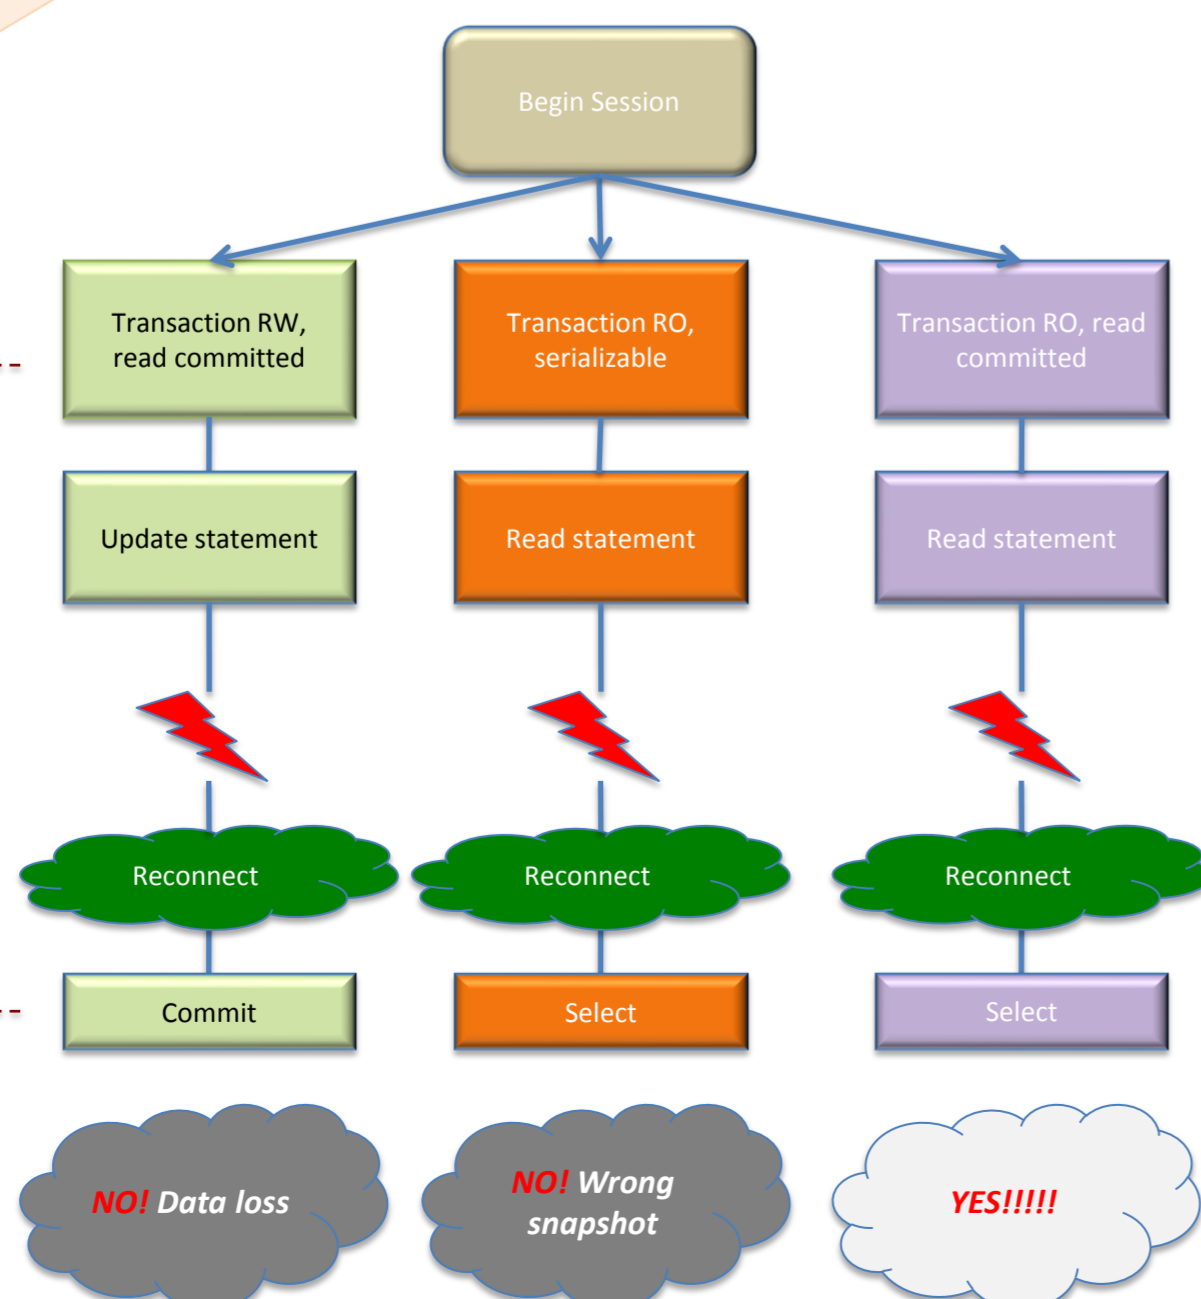 Begin Session
Transaction RW,
read committed
Transaction RO,
serializable
Transaction RO, read
committed
Update statement
Read statement
Read statement
Reconnect
Reconnect
Reconnect
Commit
Select
Select
NO! Data loss
NO! Wrong
snapshot
YES!!!!!